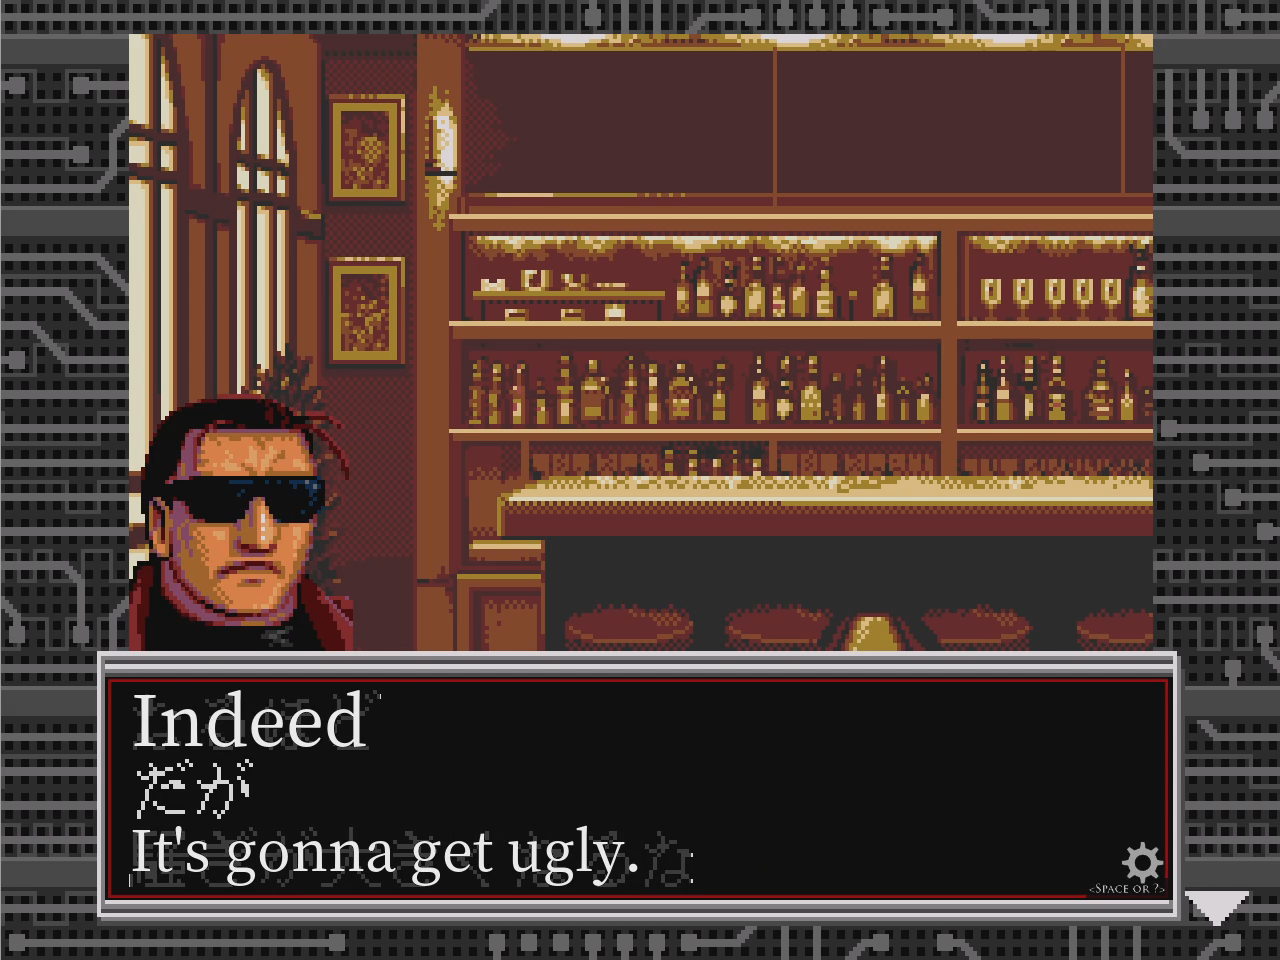 Indeed
だが
It's gonna get ugly.
<SPACE OR ?>